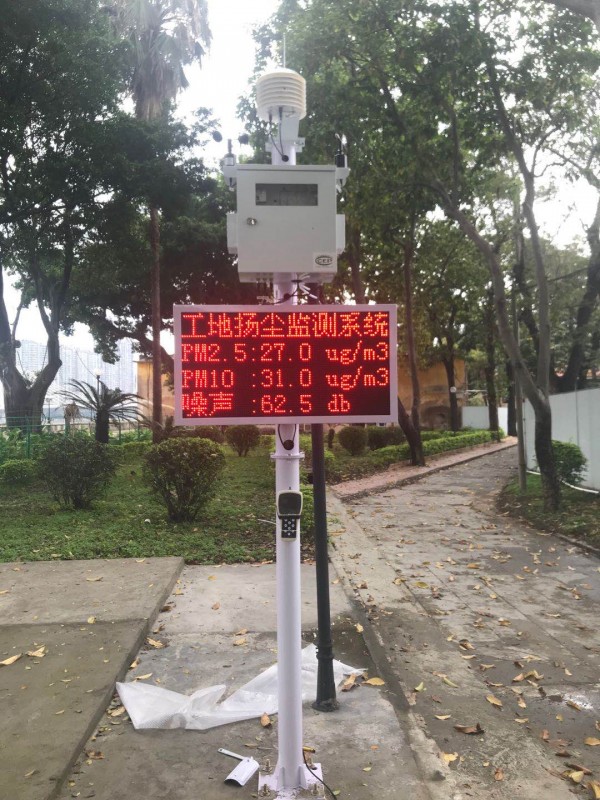 工地扬尘监测系统
PM2.5:27.0 ug/m3
PM10 :31.0 ug/m3
噪声 :62.5 db